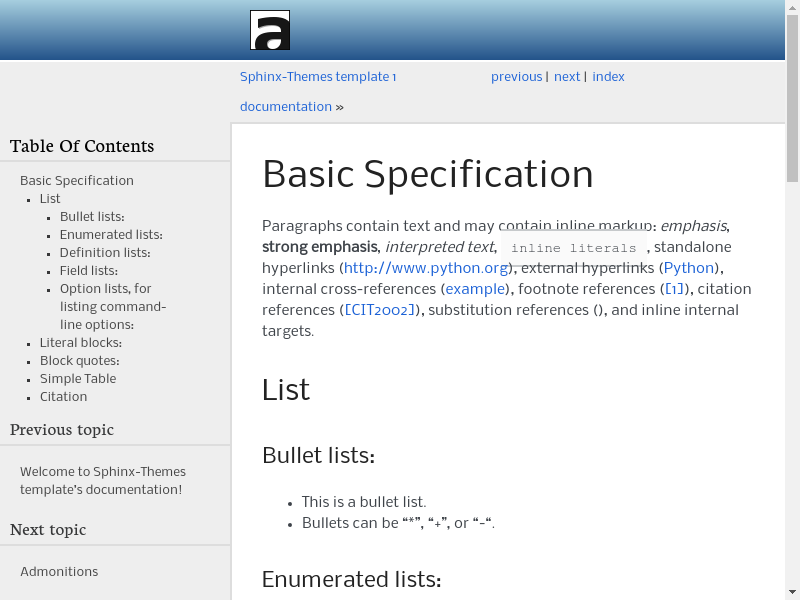 a
Sphinx-Themes template 1
documentation »
previous | next | index
Table Of Contents
Basic Specification
List
Bullet lists:
Enumerated lists:
Definition lists:
Field lists:
Option lists, for
listing command-
line options:
Literal blocks:
Block quotes:
Simple Table
Citation
Previous topic
Welcome to Sphinx-Themes
template's documentation!
Next topic
Admonitions
Basic Specification
Paragraphs contain text and may contain inline markup: emphasis,
strong emphasis, interpreted text, inline literals , standalone
hyperlinks (http://www.python.org), external hyperlinks (Python),
internal cross-references (example), footnote references ([1]), citation
references ([CIT2002]), substitution references (), and inline internal
targets.
List
Bullet lists:
• This is a bullet list.
• Bullets can be “*”, “+”, or “-“.
Enumerated lists: